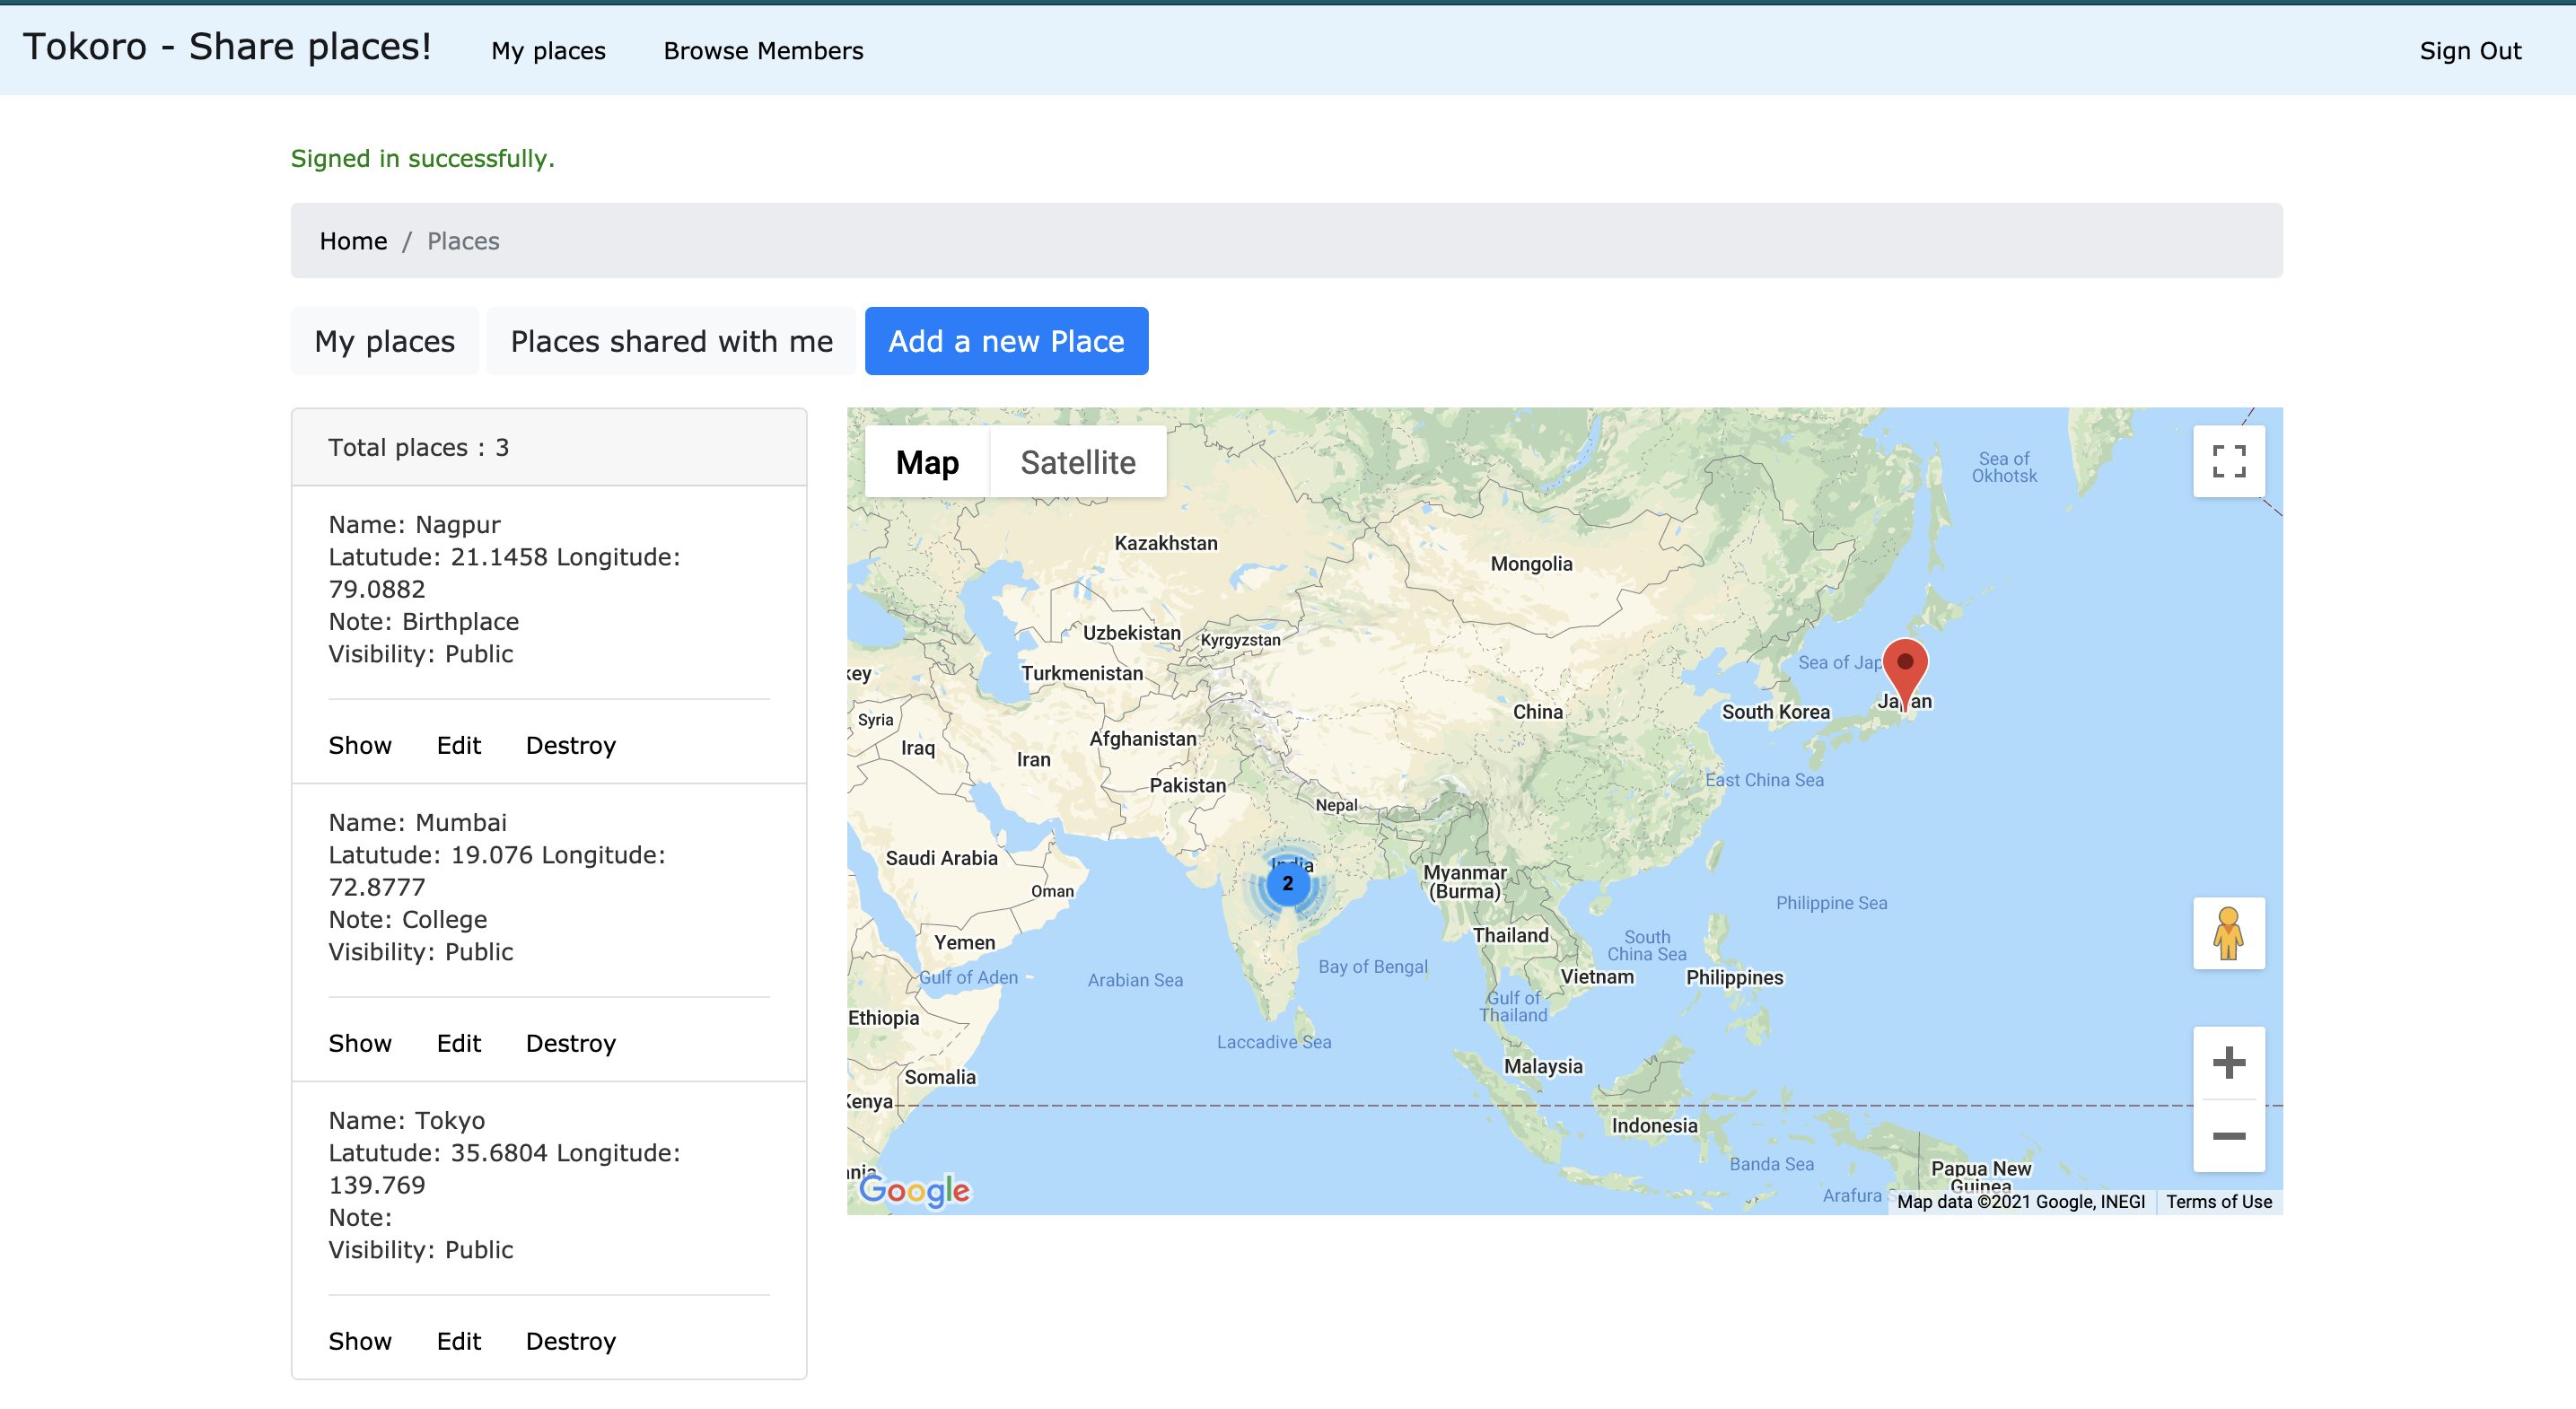 Tokoro - Share places! My places Browse Members Sign Out
Signed in successfully.
Home / Places
My places Places shared with me Add a new Place
Total places : 3
Name: Nagpur
Latutude: 21.1458 Longitude:
79.0882
Note: Birthplace
Visibility: Public
Show Edit Destroy
Name: Mumbai
Latutude: 19.076 Longitude:
72.8777
Note: College
Visibility: Public
Show Edit Destroy
Name: Tokyo
Latutude: 35.6804 Longitude:
139.769
Note:
Visibility: Public
Show Edit Destroy
Map Satellite
Sea of
Okhotsk
Kazakhstan
Mongolia
Uzbekistan
Kyrgyzstan
Turkmenistan
Sea of Jap
key
Japan
Syria
China
South Korea
Iraq
Afghanistan
Iran
Pakistan
East China Sea
Nepal
Saudi Arabia
India
2
Oman
Myanmar
(Burma)
Philippine Sea
Yemen
Thailand
South
China Sea
Gulf of Aden
Arabian Sea
Bay of Bengal
Vietnam
Philippines
Ethiopia
Gulf of
Thailand
Laccadive Sea
Malaysia
Somalia
Kenya
Indonesia
Banda Sea
Papua New
Guinea
ania
Google
Arafura S
Map data ©2021 Google, INEGI Terms of Use